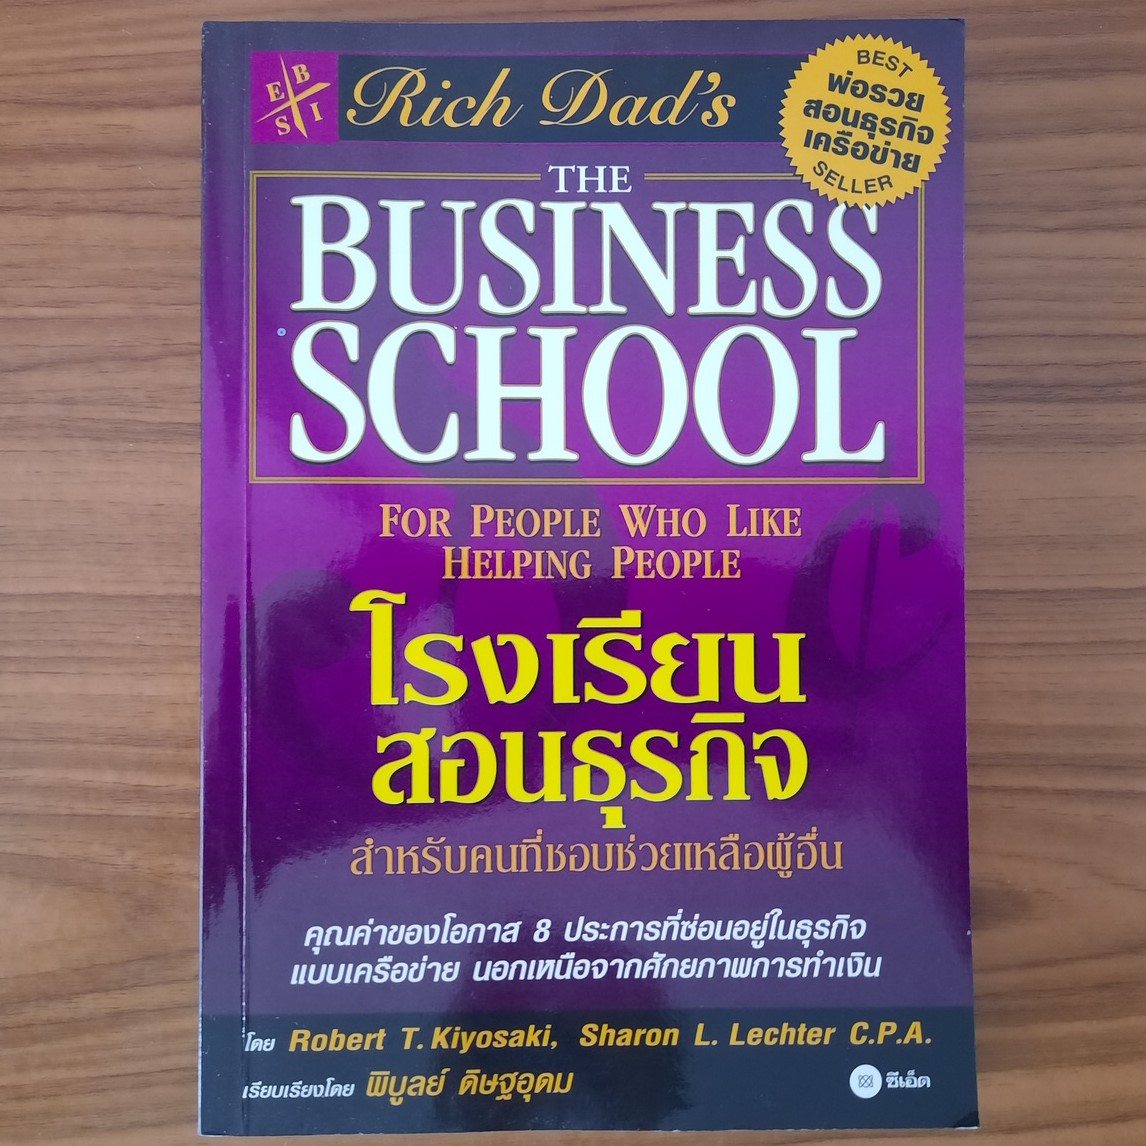 E B
S I
Rich Dad's
BEST
พ่อรวย
สอนธุรกิจ
เครือข่าย
SELLER
THE
BUSINESS
SCHOOL
FOR PEOPLE WHO LIKE
HELPING PEOPLE
โรงเรียน
สอนธุรกิจ
สำหรับคนที่ชอบช่วยเหลือผู้อื่น
คุณค่าของโอกาส 8 ประการที่ซ่อนอยู่ในธุรกิจ
แบบเครือข่าย นอกเหนือจากศักยภาพการทำเงิน
โดย Robert T. Kiyosaki, Sharon L. Lechter C.P.A.
เรียบเรียงโดย พิบูลย์ ดิษฐอุดม
ซีเอ็ด